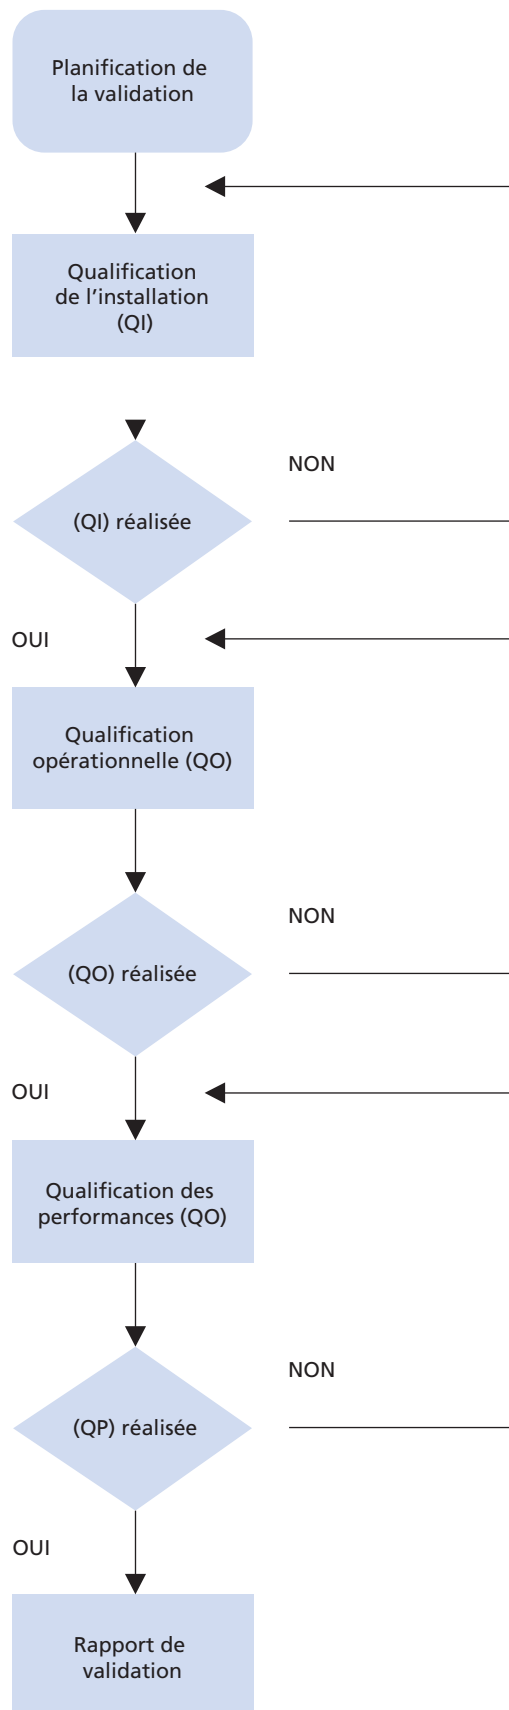 Planification de
la validation
Qualification
de l’installation
(QI)
NON
(QI) réalisée
OUI
Qualification
opérationnelle (QO)
NON
(QO) réalisée
OUI
Qualification des
performances (QO)
NON
(QP) réalisée
OUI
Rapport de
validation